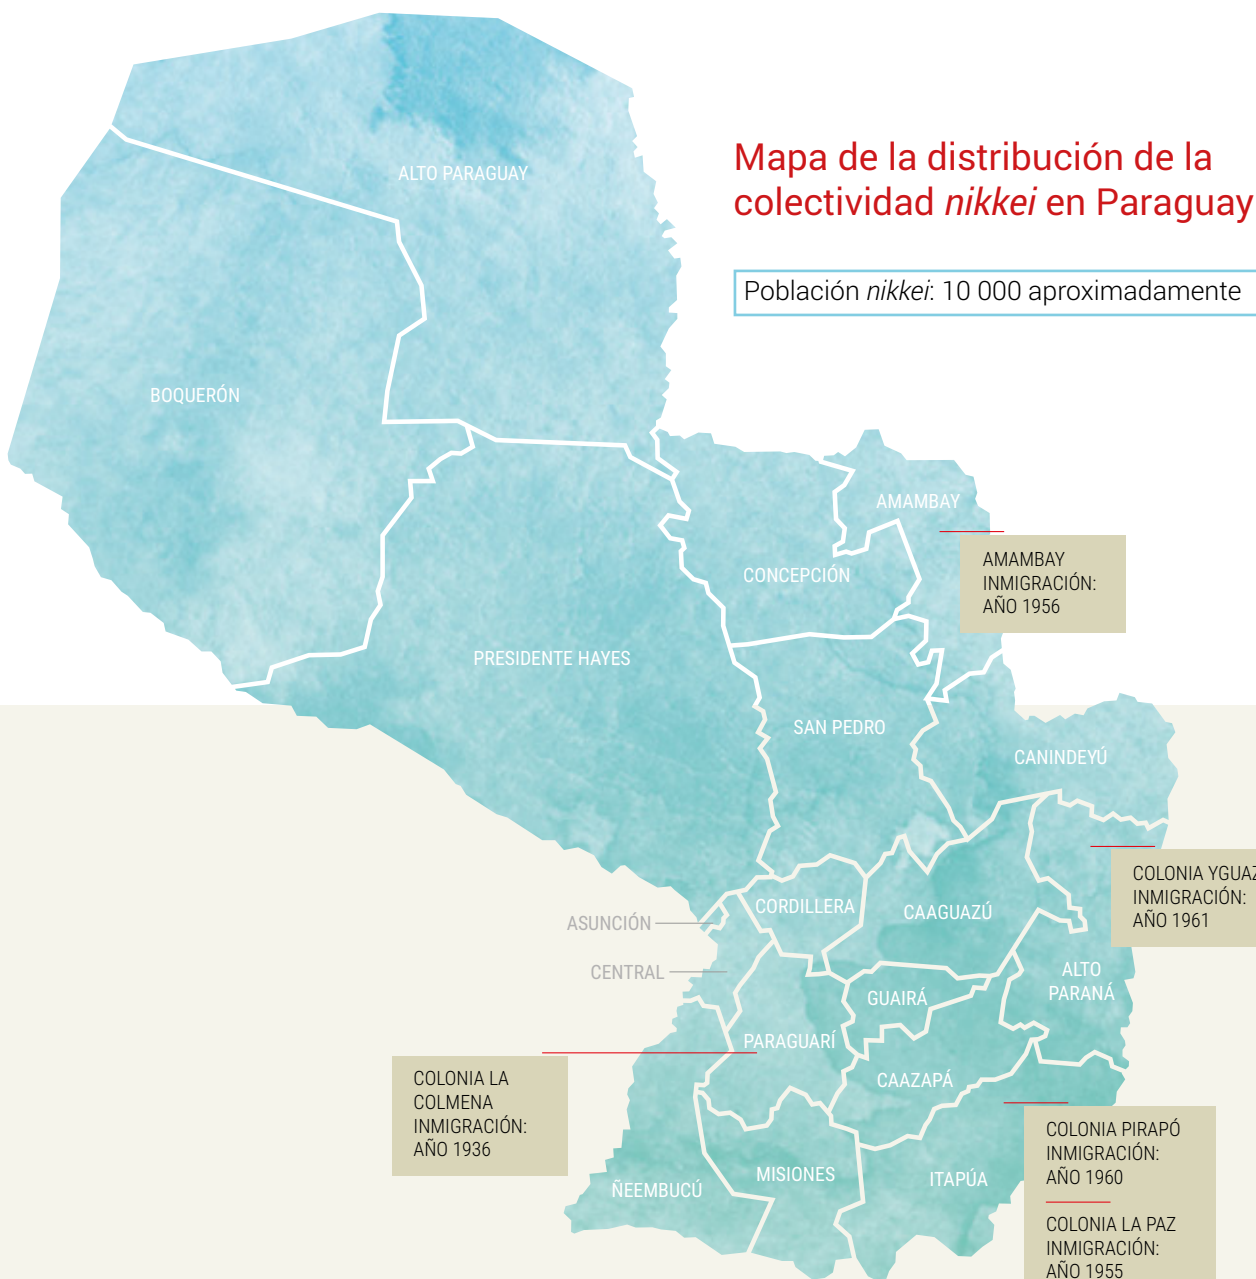 Mapa de la distribución de la
colectividad nikkei en Paraguay
Población nikkei: 10 000 aproximadamente
ALTO PARAGUAY
BOQUERÓN
AMAMBAY
AMAMBAY
INMIGRACIÓN:
AÑO 1956
CONCEPCIÓN
PRESIDENTE HAYES
SAN PEDRO
CANINDEYÚ
COLONIA
INMIGRACIÓN:
AÑO 1961
CORDILLERA
CAAGUAZÚ
ASUNCIÓN
CENTRAL
ALTO
PARANÁ
GUAIRÁ
PARAGUARÍ
CAAZAPÁ
COLONIA LA
COLMENA
INMIGRACIÓN:
AÑO 1936
COLONIA PIRAPÓ
INMIGRACIÓN:
AÑO 1960
COLONIA LA PAZ
INMIGRACIÓN:
AÑO 1955
MISIONES
ITAPÚA
ÑEEMBUCÚ